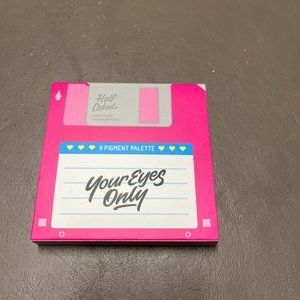 Half
Caked
9 PIGMENT PALETTE
Your Eyes
Only